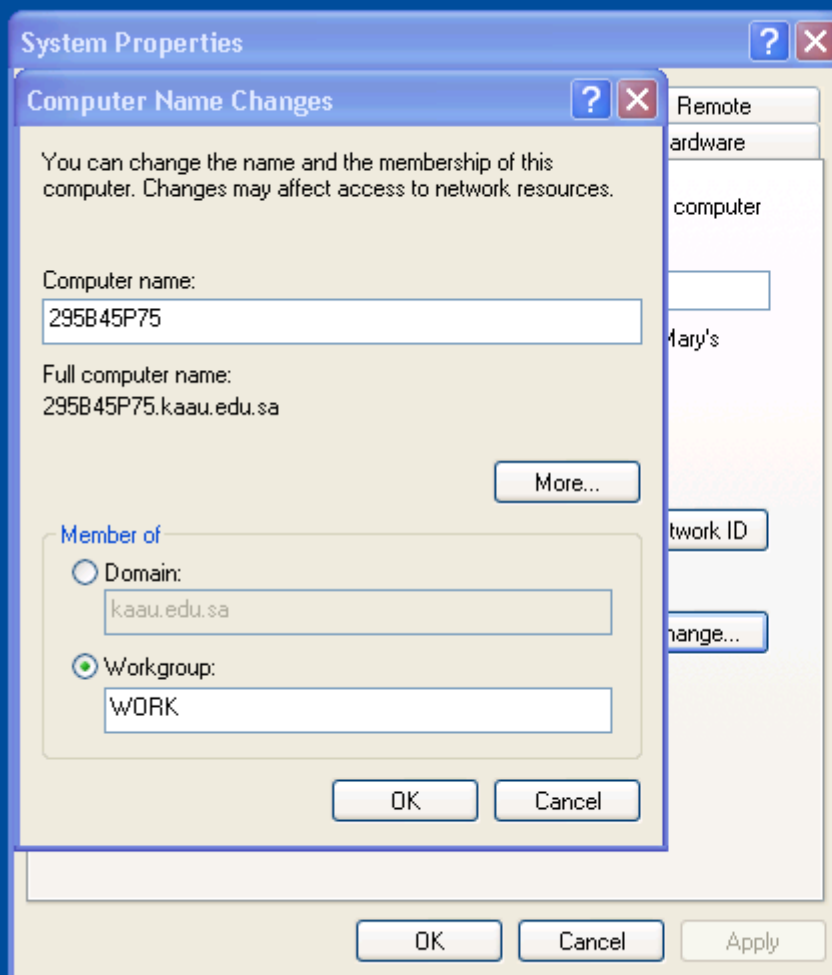 System Properties
Computer Name Changes
Remote
ardware
You can change the name and the membership of this
computer. Changes may affect access to network resources.
computer
Computer name:
295B45P75
Mary's
Full computer name:
295B45P75.kaau.edu.sa
More...
Member of
twork ID
Domain:
kaau.edu.sa
hange...
Workgroup:
WORK
OK
Cancel
OK
Cancel
Apply